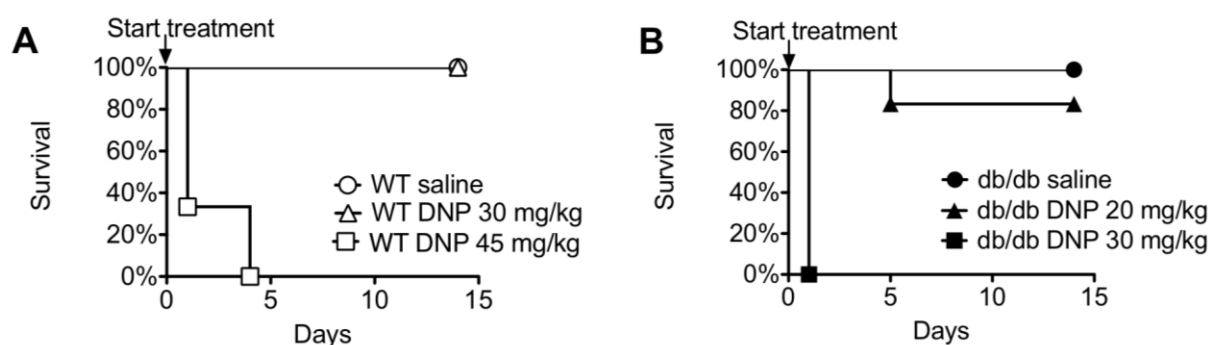 A
Start treatment
100%
80%
60%
40%
20%
0%
Survival
WT saline
WT DNP 30 mg/kg
WT DNP 45 mg/kg
0 5 10 15
Days
B
Start treatment
100%
80%
60%
40%
20%
0%
Survival
db/db saline
db/db DNP 20 mg/kg
db/db DNP 30 mg/kg
0 5 10 15
Days